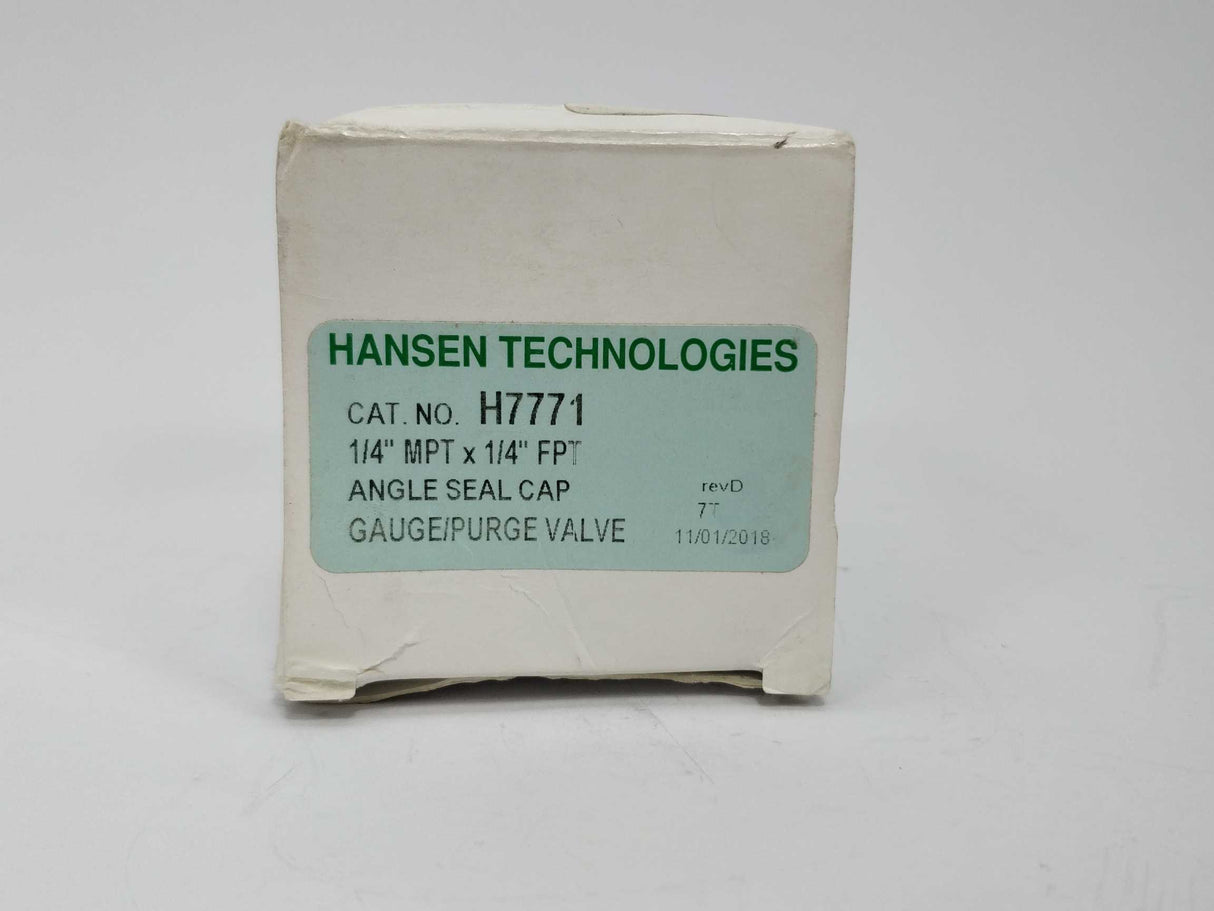 HANSEN TECHNOLOGIES
CAT. NO. H7771
1/4" MPT x 1/4" FPT
ANGLE SEAL CAP
GAUGE/PURGE VALVE
revD
7T
11/01/2018